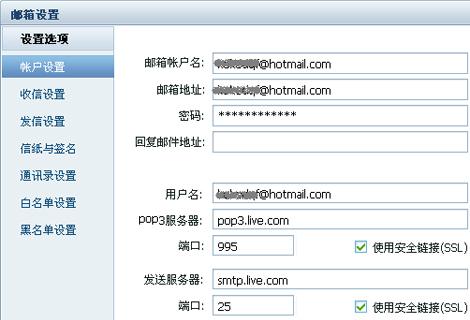 邮箱设置
设置选项
帐户设置
收信设置
发信设置
信纸与签名
通讯录设置
白名单设置
黑名单设置
邮箱帐户名: f@hotmail.com
邮箱地址: @hotmail.com
密码: ************
回复邮件地址:
用户名: f@hotmail.com
pop3服务器: pop3.live.com
端口: 995 使用安全链接(SSL)
发送服务器: smtp.live.com
端口: 25 使用安全链接(SSL)